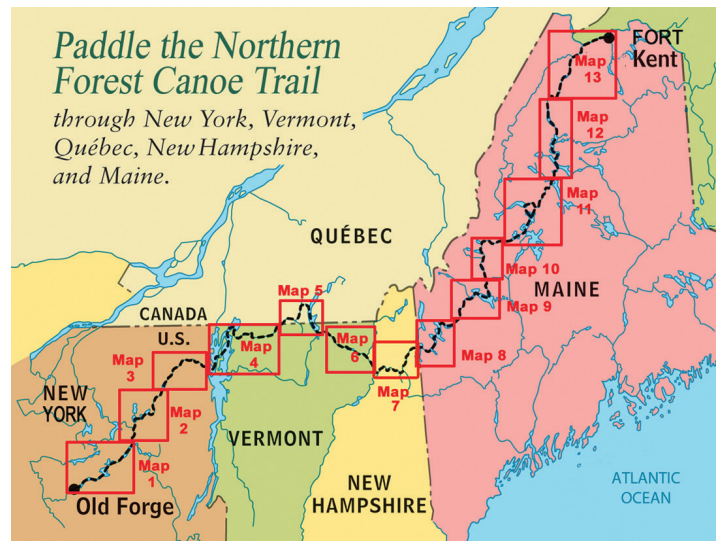 Paddle the Northern
Forest Canoe Trail
through New York, Vermont,
Québec, New Hampshire,
and Maine.
FORT
Kent
Map
13
Map
12
Map
11
QUÉBEC
Map 10
MAINE
Map 5
Map 9
CANADA
U.S.
Map
4
Map
6
Map 8
Map
3
Map
7
NEW
YORK
Map
2
VERMONT
Map
1
Old Forge
NEW
HAMPSHIRE
ATLANTIC
OCEAN